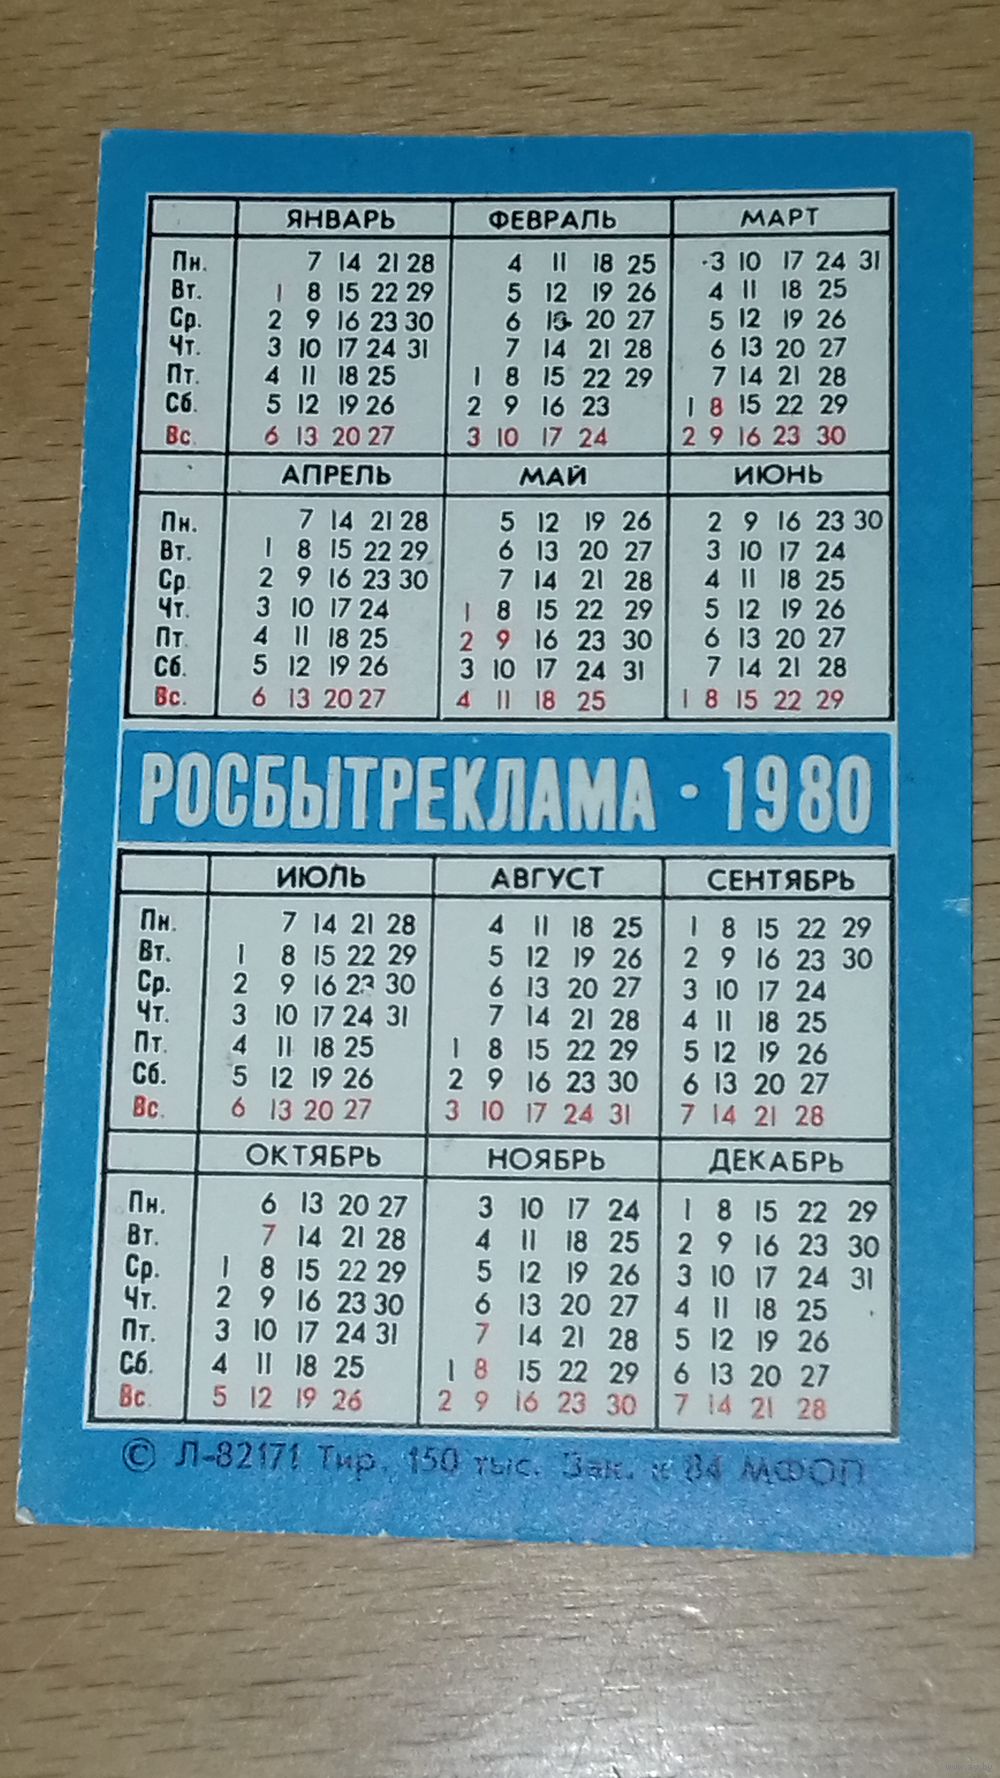 ЯНВАРЬ ФЕВРАЛЬ МАРТ
Пн. 7 14 21 28 4 11 18 25 3 10 17 24 31
Вт. 1 8 15 22 29 5 12 19 26 4 11 18 25
Ср. 2 9 16 23 30 6 13 20 27 5 12 19 26
Чт. 3 10 17 24 31 7 14 21 28 6 13 20 27
Пт. 4 11 18 25 1 8 15 22 29 7 14 21 28
Сб. 5 12 19 26 2 9 16 23 1 8 15 22 29
Вс. 6 13 20 27 3 10 17 24 2 9 16 23 30
АПРЕЛЬ МАЙ ИЮНЬ
Пн. 7 14 21 28 5 12 19 26 2 9 16 23 30
Вт. 1 8 15 22 29 6 13 20 27 3 10 17 24
Ср. 2 9 16 23 30 7 14 21 28 4 11 18 25
Чт. 3 10 17 24 1 8 15 22 29 5 12 19 26
Пт. 4 11 18 25 2 9 16 23 30 6 13 20 27
Сб. 5 12 19 26 3 10 17 24 31 7 14 21 28
Вс. 6 13 20 27 4 11 18 25 1 8 15 22 29
РОСБЫТРЕКЛАМА · 1980
ИЮЛЬ АВГУСТ СЕНТЯБРЬ
Пн. 7 14 21 28 4 11 18 25 1 8 15 22 29
Вт. 1 8 15 22 29 5 12 19 26 2 9 16 23 30
Ср. 2 9 16 23 30 6 13 20 27 3 10 17 24
Чт. 3 10 17 24 31 7 14 21 28 4 11 18 25
Пт. 4 11 18 25 1 8 15 22 29 5 12 19 26
Сб. 5 12 19 26 2 9 16 23 30 6 13 20 27
Вс. 6 13 20 27 3 10 17 24 31 7 14 21 28
ОКТЯБРЬ НОЯБРЬ ДЕКАБРЬ
Пн. 6 13 20 27 3 10 17 24 1 8 15 22 29
Вт. 7 14 21 28 4 11 18 25 2 9 16 23 30
Ср. 1 8 15 22 29 5 12 19 26 3 10 17 24 31
Чт. 2 9 16 23 30 6 13 20 27 4 11 18 25
Пт. 3 10 17 24 31 7 14 21 28 5 12 19 26
Сб. 4 11 18 25 1 8 15 22 29 6 13 20 27
Вс. 5 12 19 26 2 9 16 23 30 7 14 21 28
© Л-82171 Тир. 150 тыс. Зак. к 84 МФОП